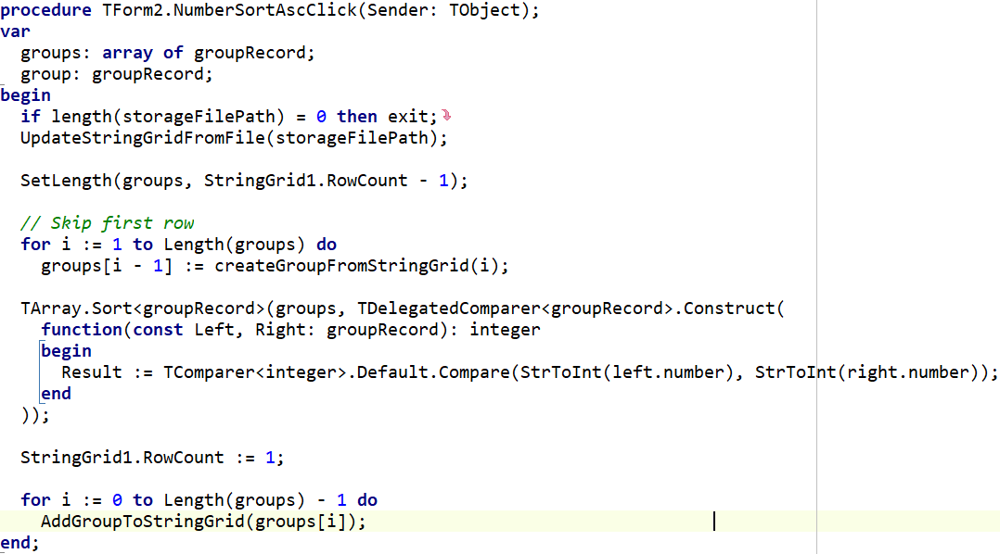 procedure TForm2.NumberSortAscClick(Sender: TObject);
var
  groups: array of groupRecord;
  group: groupRecord;
begin
  if length(storageFilePath) = 0 then exit;
  UpdateStringGridFromFile(storageFilePath);

  SetLength(groups, StringGrid1.RowCount - 1);

  // Skip first row
  for i := 1 to Length(groups) do
    groups[i - 1] := createGroupFromStringGrid(i);

  TArray.Sort<groupRecord>(groups, TDelegatedComparer<groupRecord>.Construct(
    function(const Left, Right: groupRecord): integer
    begin
      Result := TComparer<integer>.Default.Compare(StrToInt(left.number), StrToInt(right.number));
    end
  ));

  StringGrid1.RowCount := 1;

  for i := 0 to Length(groups) - 1 do
    AddGroupToStringGrid(groups[i]);
end;